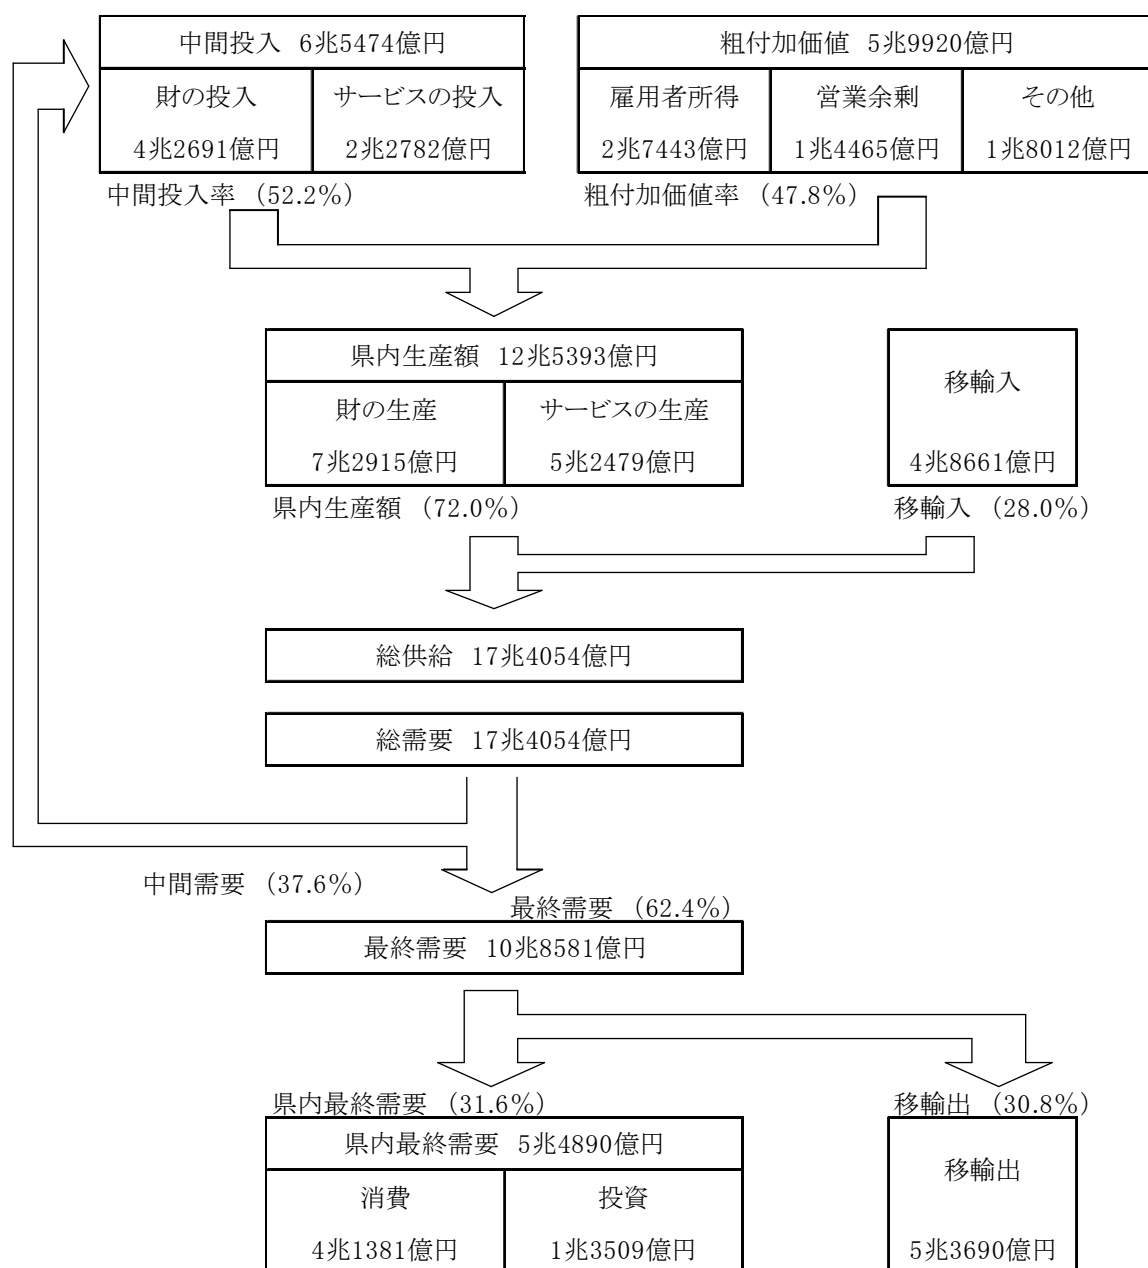 中間投入 6兆5474億円
粗付加価値 5兆9920億円
財の投入
サービスの投入
雇用者所得
営業余剰
その他
4兆2691億円
2兆2782億円
2兆7443億円
1兆4465億円
1兆8012億円
中間投入率 （52.2％）
粗付加価値率 （47.8％）
県内生産額 12兆5393億円
移輸入
財の生産
サービスの生産
7兆2915億円
5兆2479億円
4兆8661億円
県内生産額 （72.0％）
移輸入 （28.0％）
総供給 17兆4054億円
総需要 17兆4054億円
中間需要 （37.6％）
最終需要 （62.4％）
最終需要 10兆8581億円
県内最終需要 （31.6％）
移輸出 （30.8％）
県内最終需要 5兆4890億円
移輸出
消費
投資
4兆1381億円
1兆3509億円
5兆3690億円